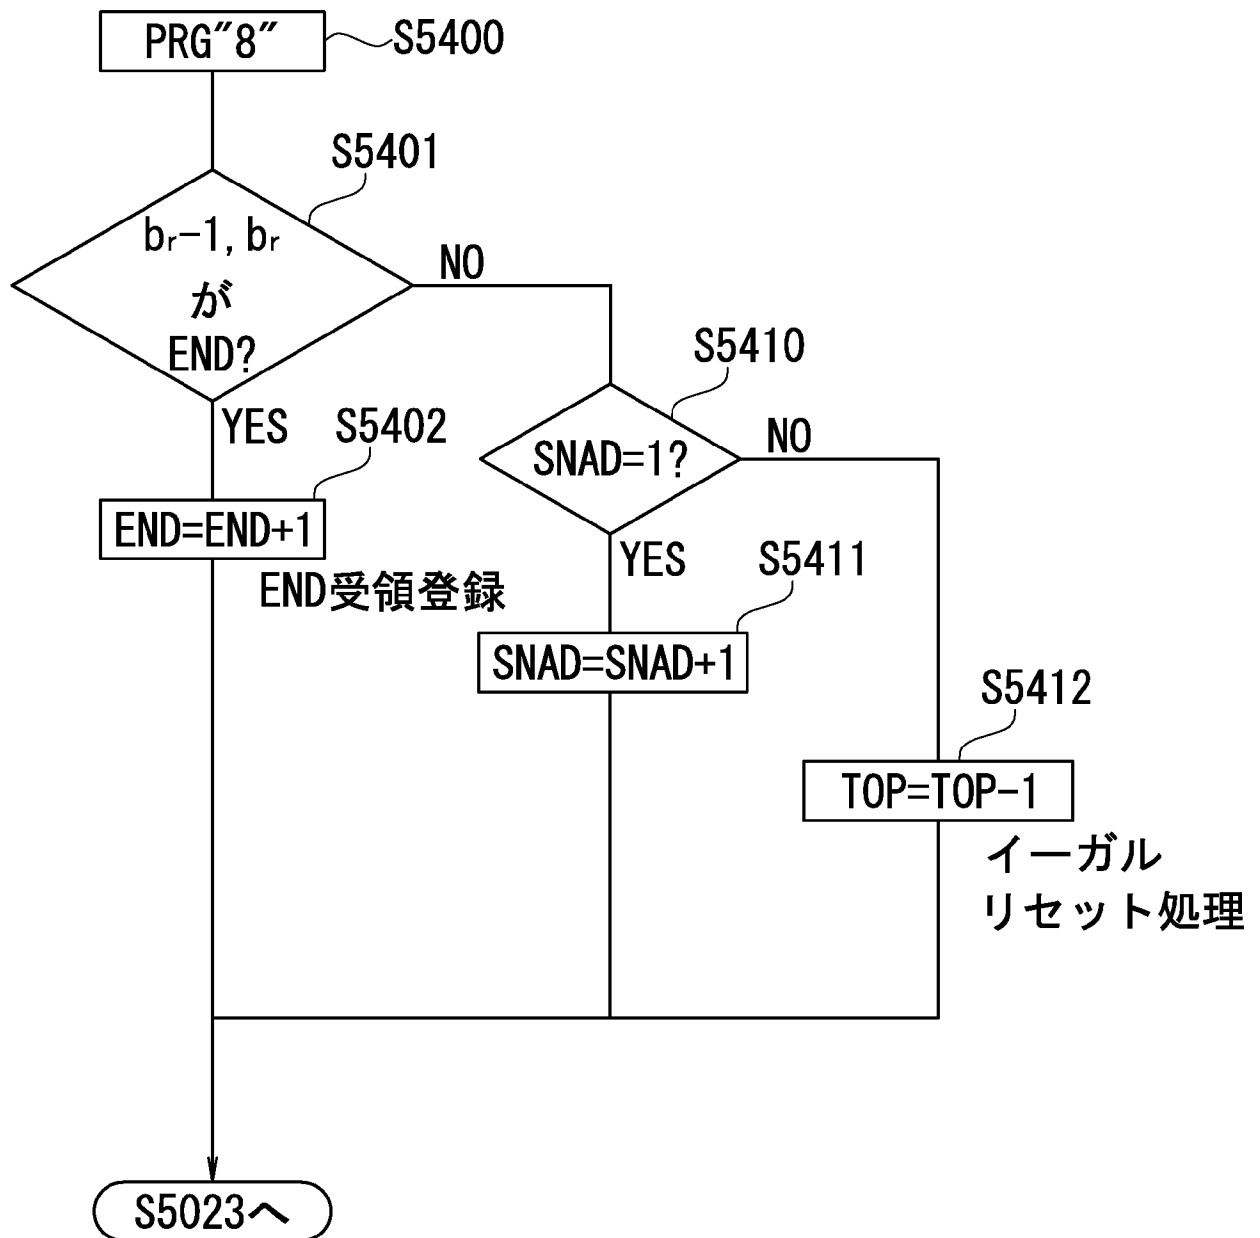 PRG"8"
S5400
S5401
br-1, br
が
END?
NO
YES
S5402
END=END+1
END受領登録
S5410
SNAD=1?
NO
YES
S5411
SNAD=SNAD+1
S5412
TOP=TOP-1
イーガル
リセット処理
S5023へ